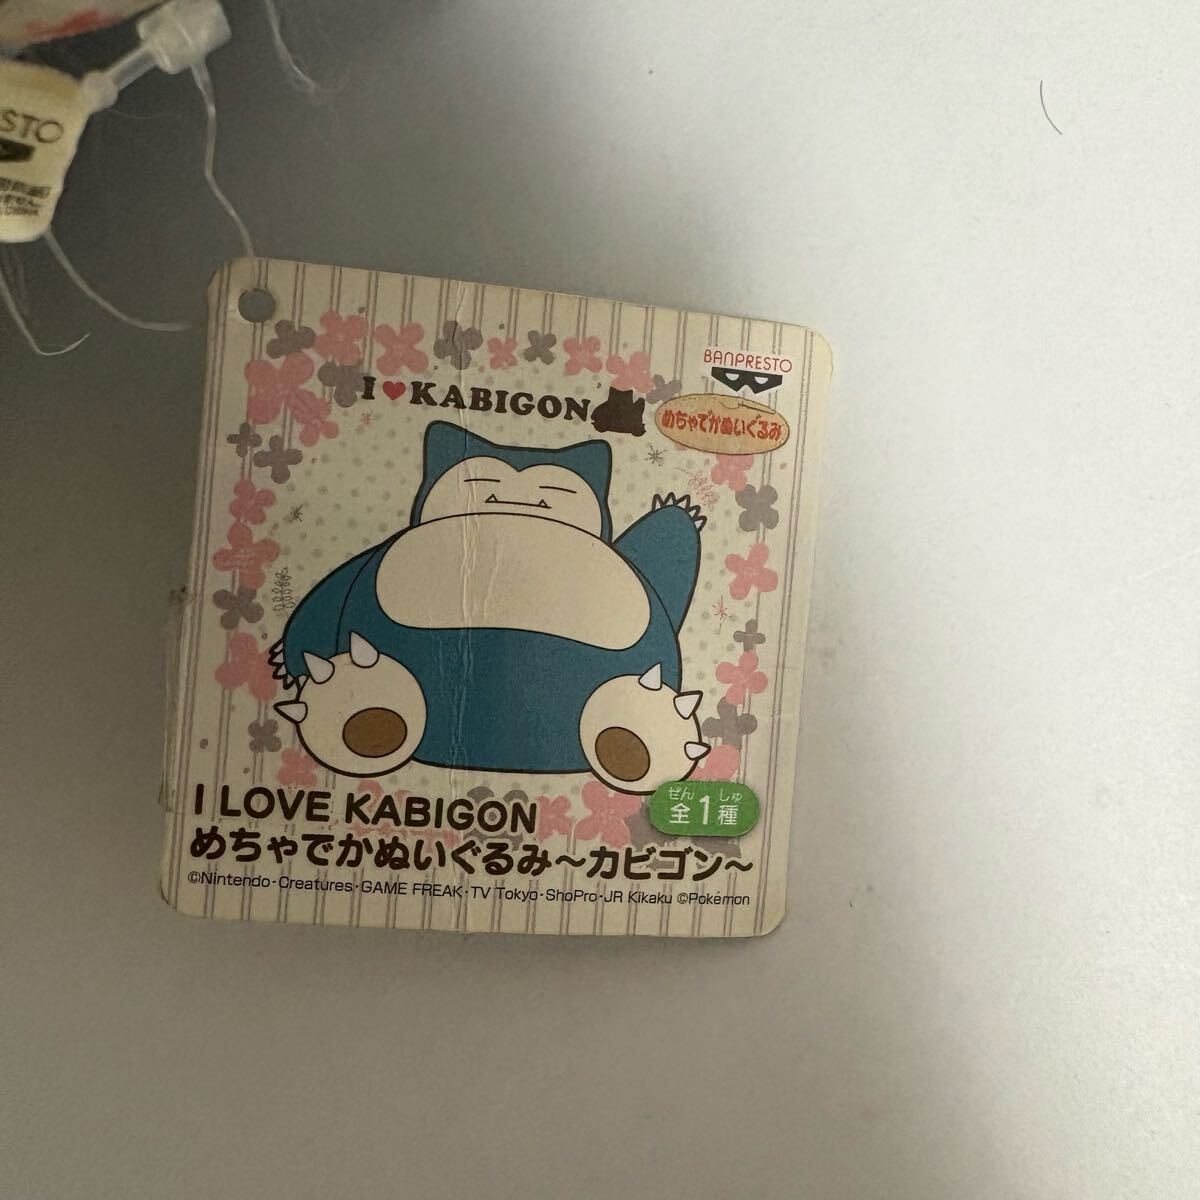 BANPRESTO
I♥KABIGON
めちゃでかぬいぐるみ
ぜん しゅ
全1種
I LOVE KABIGON
めちゃでかぬいぐるみ～カビゴン～
©Nintendo・Creatures・GAME FREAK・TV Tokyo・ShoPro・JR Kikaku ©Pokémon